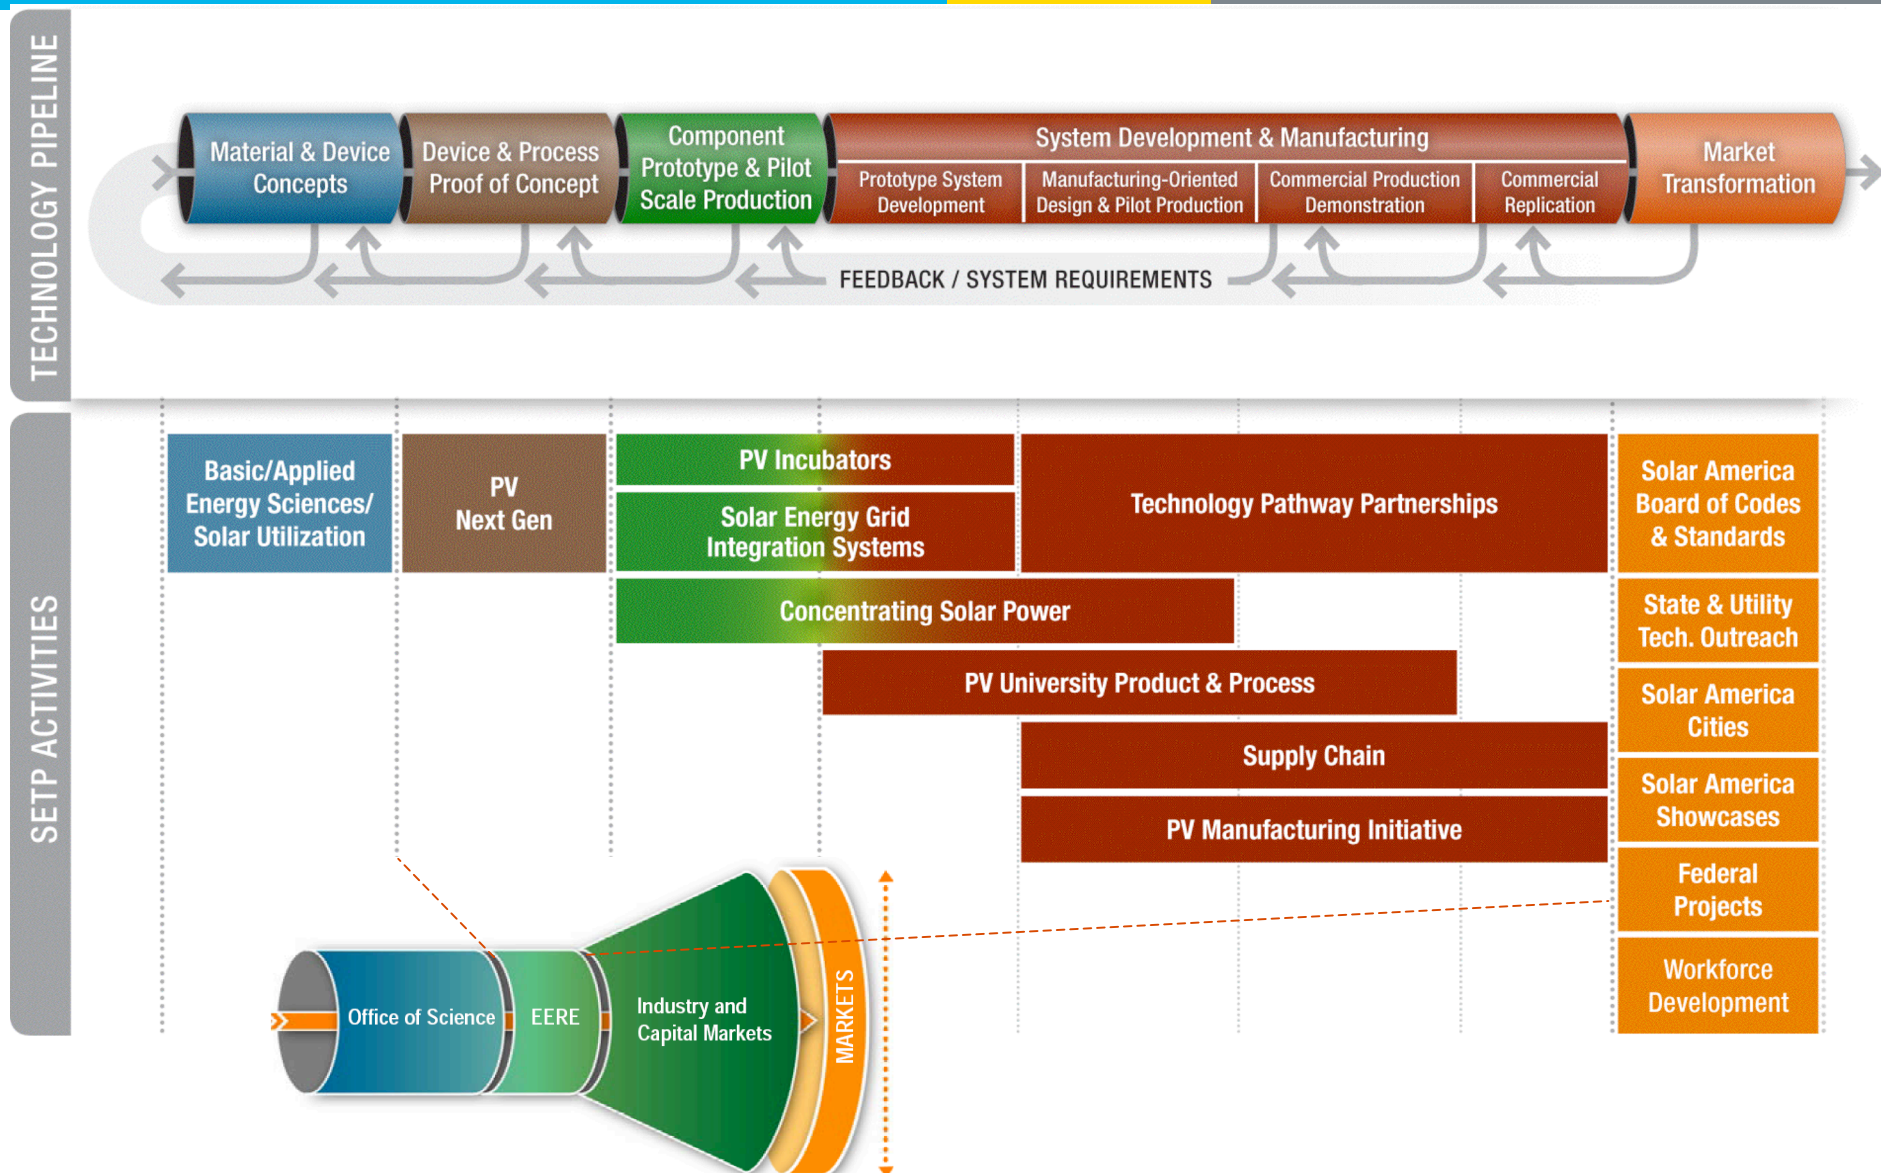 TECHNOLOGY PIPELINE
Material & Device
Concepts
Device & Process
Proof of Concept
Component
Prototype & Pilot
Scale Production
System Development & Manufacturing
Prototype System
Development
Manufacturing-Oriented
Design & Pilot Production
Commercial Production
Demonstration
Commercial
Replication
Market
Transformation
FEEDBACK / SYSTEM REQUIREMENTS
SETP ACTIVITIES
Basic/Applied
Energy Sciences/
Solar Utilization
PV
Next Gen
PV Incubators
Solar Energy Grid
Integration Systems
Technology Pathway Partnerships
Concentrating Solar Power
PV University Product & Process
Supply Chain
PV Manufacturing Initiative
Solar America
Board of Codes
& Standards
State & Utility
Tech. Outreach
Solar America
Cities
Solar America
Showcases
Federal
Projects
Workforce
Development
Office of Science
EERE
Industry and
Capital Markets
MARKETS